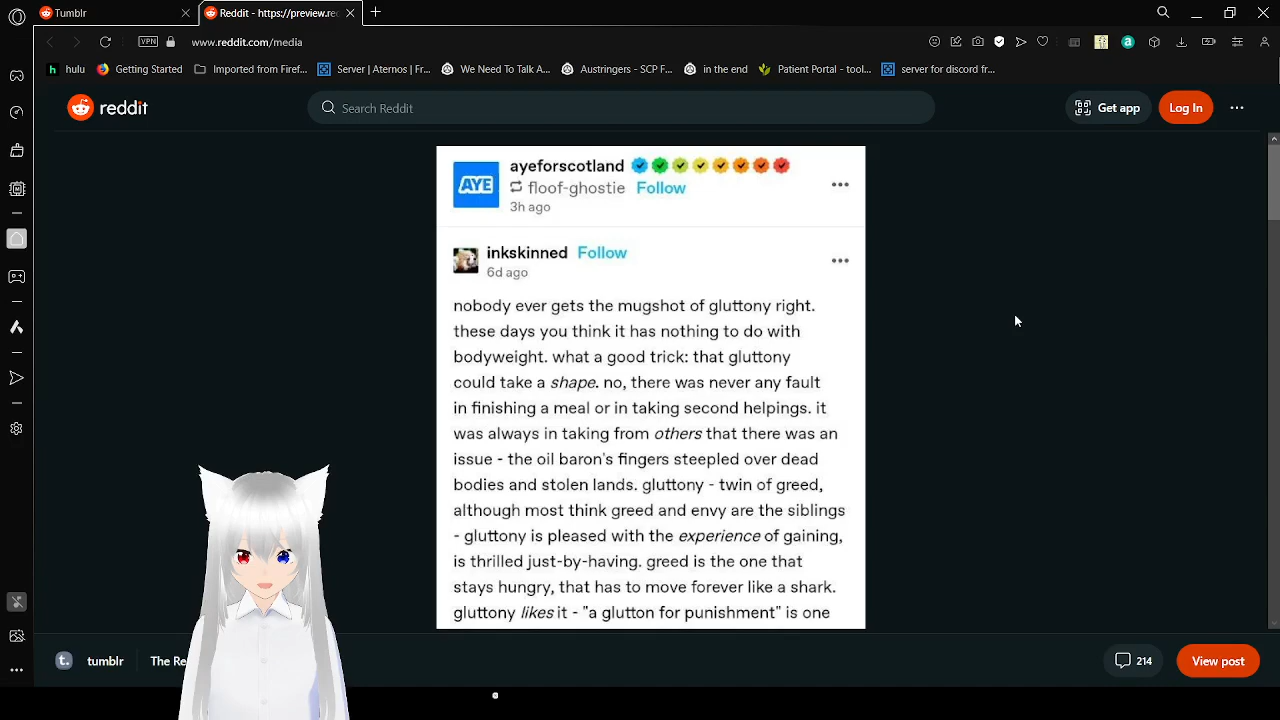 Tumblr
Reddit - https://preview.rec
VPN
www.reddit.com/media
hulu
Getting Started
Imported from Firef...
Server | Aternos | Fr...
We Need To Talk A...
Austringers - SCP F...
in the end
Patient Portal - tool...
server for discord fr...
reddit
Search Reddit
Get app
Log In
AYE
ayeforscotland
floof-ghostie Follow
3h ago
inkskinned Follow
6d ago
nobody ever gets the mugshot of gluttony right.
these days you think it has nothing to do with
bodyweight. what a good trick: that gluttony
could take a shape. no, there was never any fault
in finishing a meal or in taking second helpings. it
was always in taking from others that there was an
issue - the oil baron's fingers steepled over dead
bodies and stolen lands. gluttony - twin of greed,
although most think greed and envy are the siblings
- gluttony is pleased with the experience of gaining,
is thrilled just-by-having. greed is the one that
stays hungry, that has to move forever like a shark.
gluttony likes it - "a glutton for punishment" is one
tumblr
The Re
214
View post